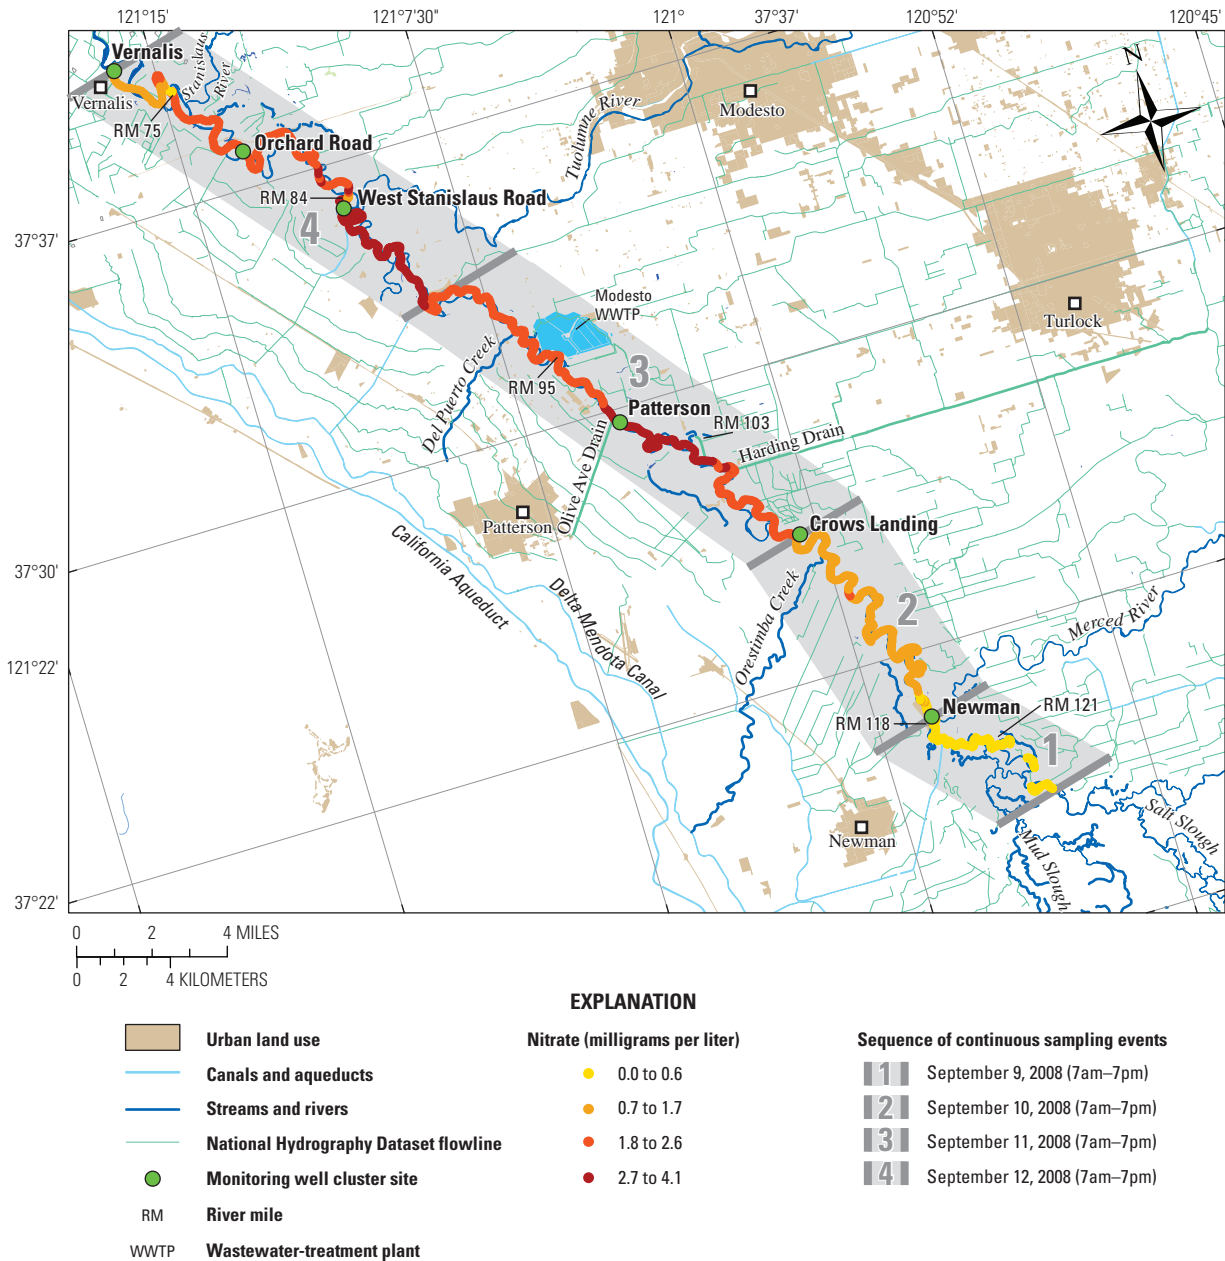 121°15'
121°7'30"
121°
37°37'
120°52'
120°45'
Vernalis
Vernalis
RM 75
Stanislaus
River
Orchard Road
RM 84
West Stanislaus Road
4
Tuolumne River
Modesto
N
37°37'
Modesto
WWTP
Turlock
Del Puerto Creek
RM 95
3
Patterson
RM 103
Harding Drain
Olive Ave Drain
Patterson
Crows Landing
California Aqueduct
37°30'
Delta Mendota Canal
Orestimba Creek
2
Merced River
121°22'
Newman
RM 118
RM 121
1
Newman
Salt Slough
Mud Slough
37°22'
0 2 4 MILES
0 2 4 KILOMETERS
EXPLANATION
Urban land use
Canals and aqueducts
Streams and rivers
National Hydrography Dataset flowline
Monitoring well cluster site
RM River mile
WWTP Wastewater-treatment plant
Nitrate (milligrams per liter)
0.0 to 0.6
0.7 to 1.7
1.8 to 2.6
2.7 to 4.1
Sequence of continuous sampling events
1 September 9, 2008 (7am–7pm)
2 September 10, 2008 (7am–7pm)
3 September 11, 2008 (7am–7pm)
4 September 12, 2008 (7am–7pm)